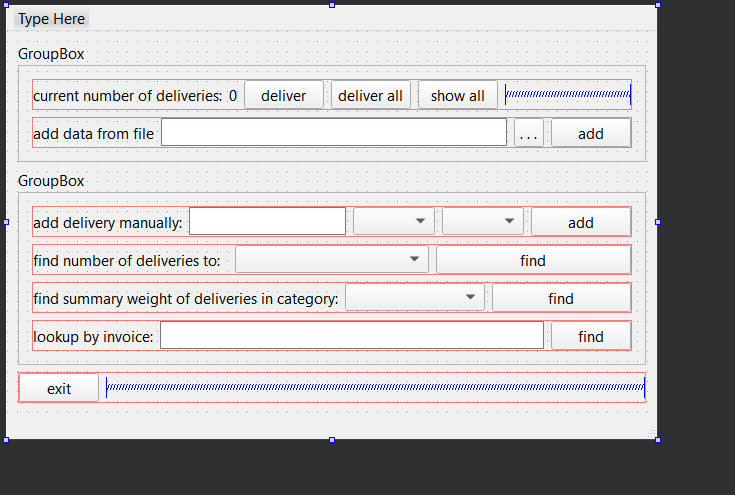 Type Here
GroupBox
current number of deliveries: 0 deliver deliver all show all
add data from file ... add
GroupBox
add delivery manually: add
find number of deliveries to: find
find summary weight of deliveries in category: find
lookup by invoice: find
exit